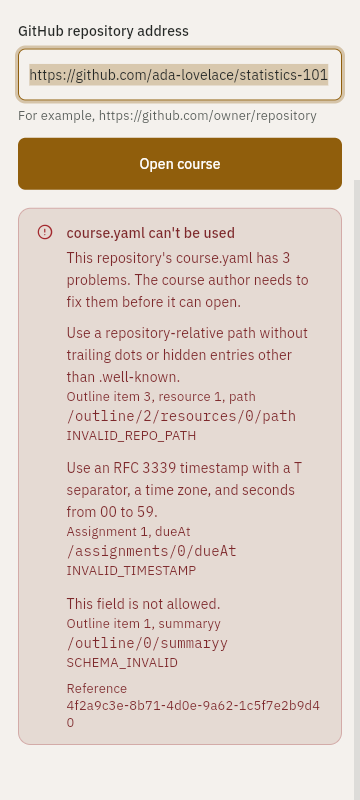 GitHub repository address
https://github.com/ada-lovelace/statistics-101
For example, https://github.com/owner/repository
Open course
course.yaml can't be used
This repository's course.yaml has 3
problems. The course author needs to
fix them before it can open.
Use a repository-relative path without
trailing dots or hidden entries other
than .well-known.
Outline item 3, resource 1, path
/outline/2/resources/0/path
INVALID_REPO_PATH
Use an RFC 3339 timestamp with a T
separator, a time zone, and seconds
from 00 to 59.
Assignment 1, dueAt
/assignments/0/dueAt
INVALID_TIMESTAMP
This field is not allowed.
Outline item 1, summaryy
/outline/0/summaryy
SCHEMA_INVALID
Reference
4f2a9c3e-8b71-4d0e-9a62-1c5f7e2b9d4
0